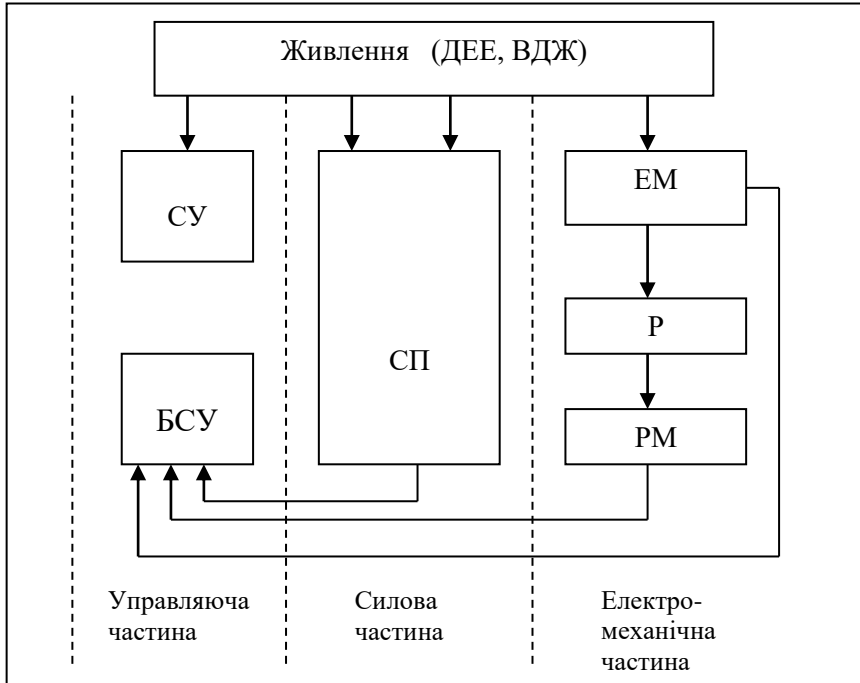 Живлення (ДЕЕ, ВДЖ)
СУ
ЕМ
Р
СП
БСУ
РМ
Управляюча
частина
Силова
частина
Електро-
механічна
частина